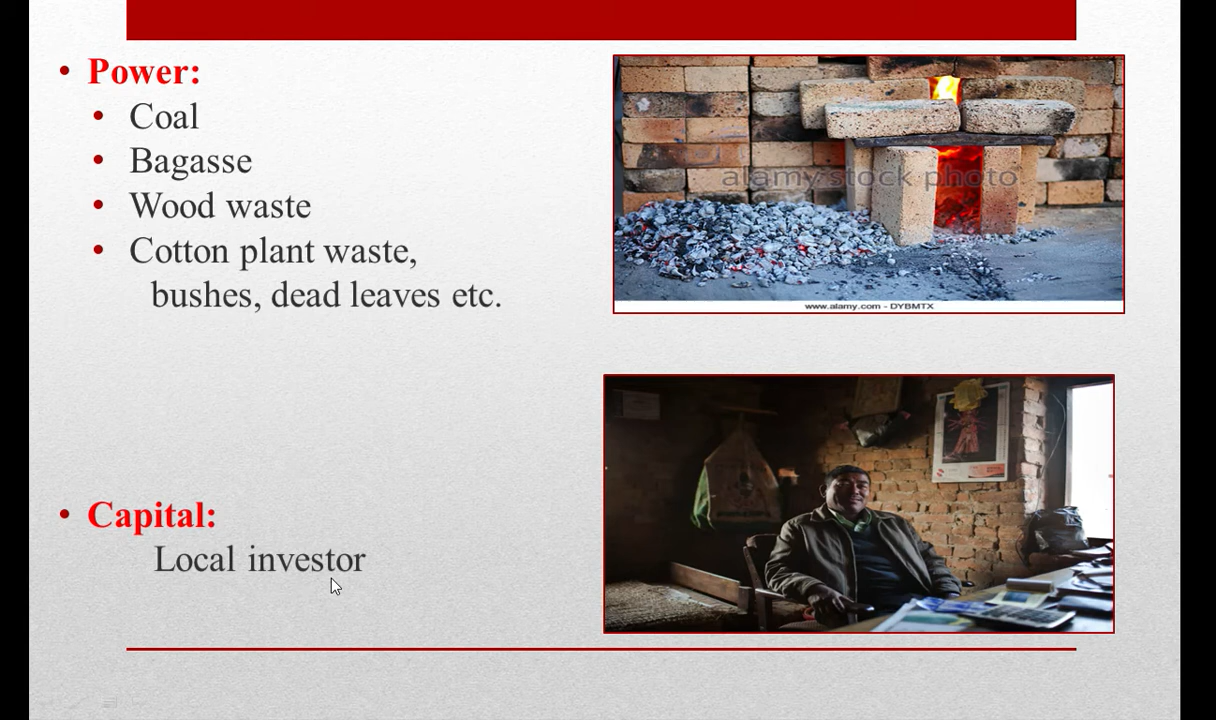 • Power:
• Coal
• Bagasse
• Wood waste
• Cotton plant waste,
bushes, dead leaves etc.
alamy stock photo
www.alamy.com - DYBMTX
• Capital:
Local investor